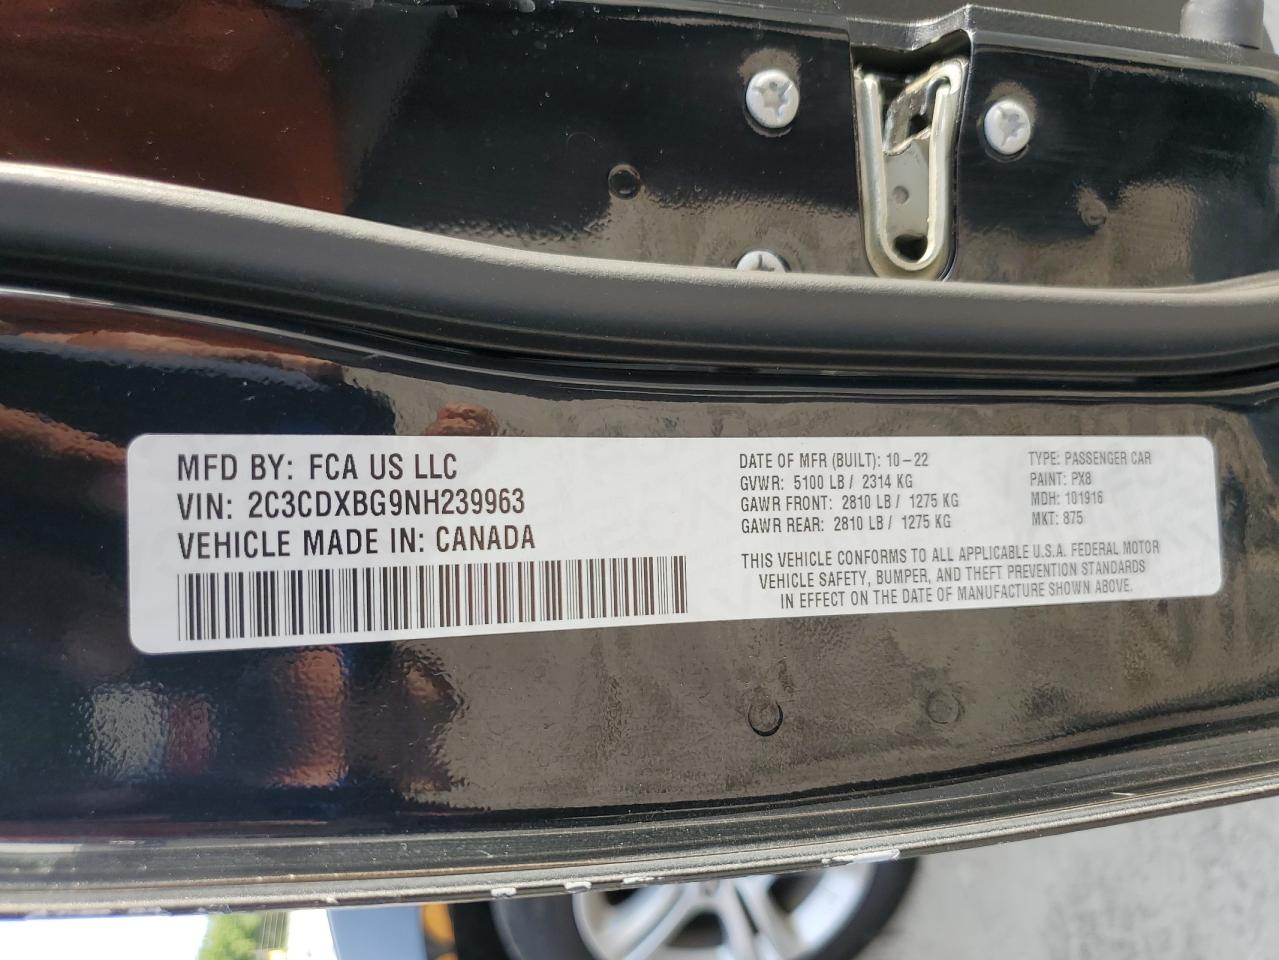 MFD BY: FCA US LLC
VIN: 2C3CDXBG9NH239963
VEHICLE MADE IN: CANADA
DATE OF MFR (BUILT): 10-22
GVWR: 5100 LB / 2314 KG
GAWR FRONT: 2810 LB / 1275 KG
GAWR REAR: 2810 LB / 1275 KG
TYPE: PASSENGER CAR
PAINT: PX8
MDH: 101916
MKT: 875
THIS VEHICLE CONFORMS TO ALL APPLICABLE U.S.A. FEDERAL MOTOR
VEHICLE SAFETY, BUMPER, AND THEFT PREVENTION STANDARDS
IN EFFECT ON THE DATE OF MANUFACTURE SHOWN ABOVE.